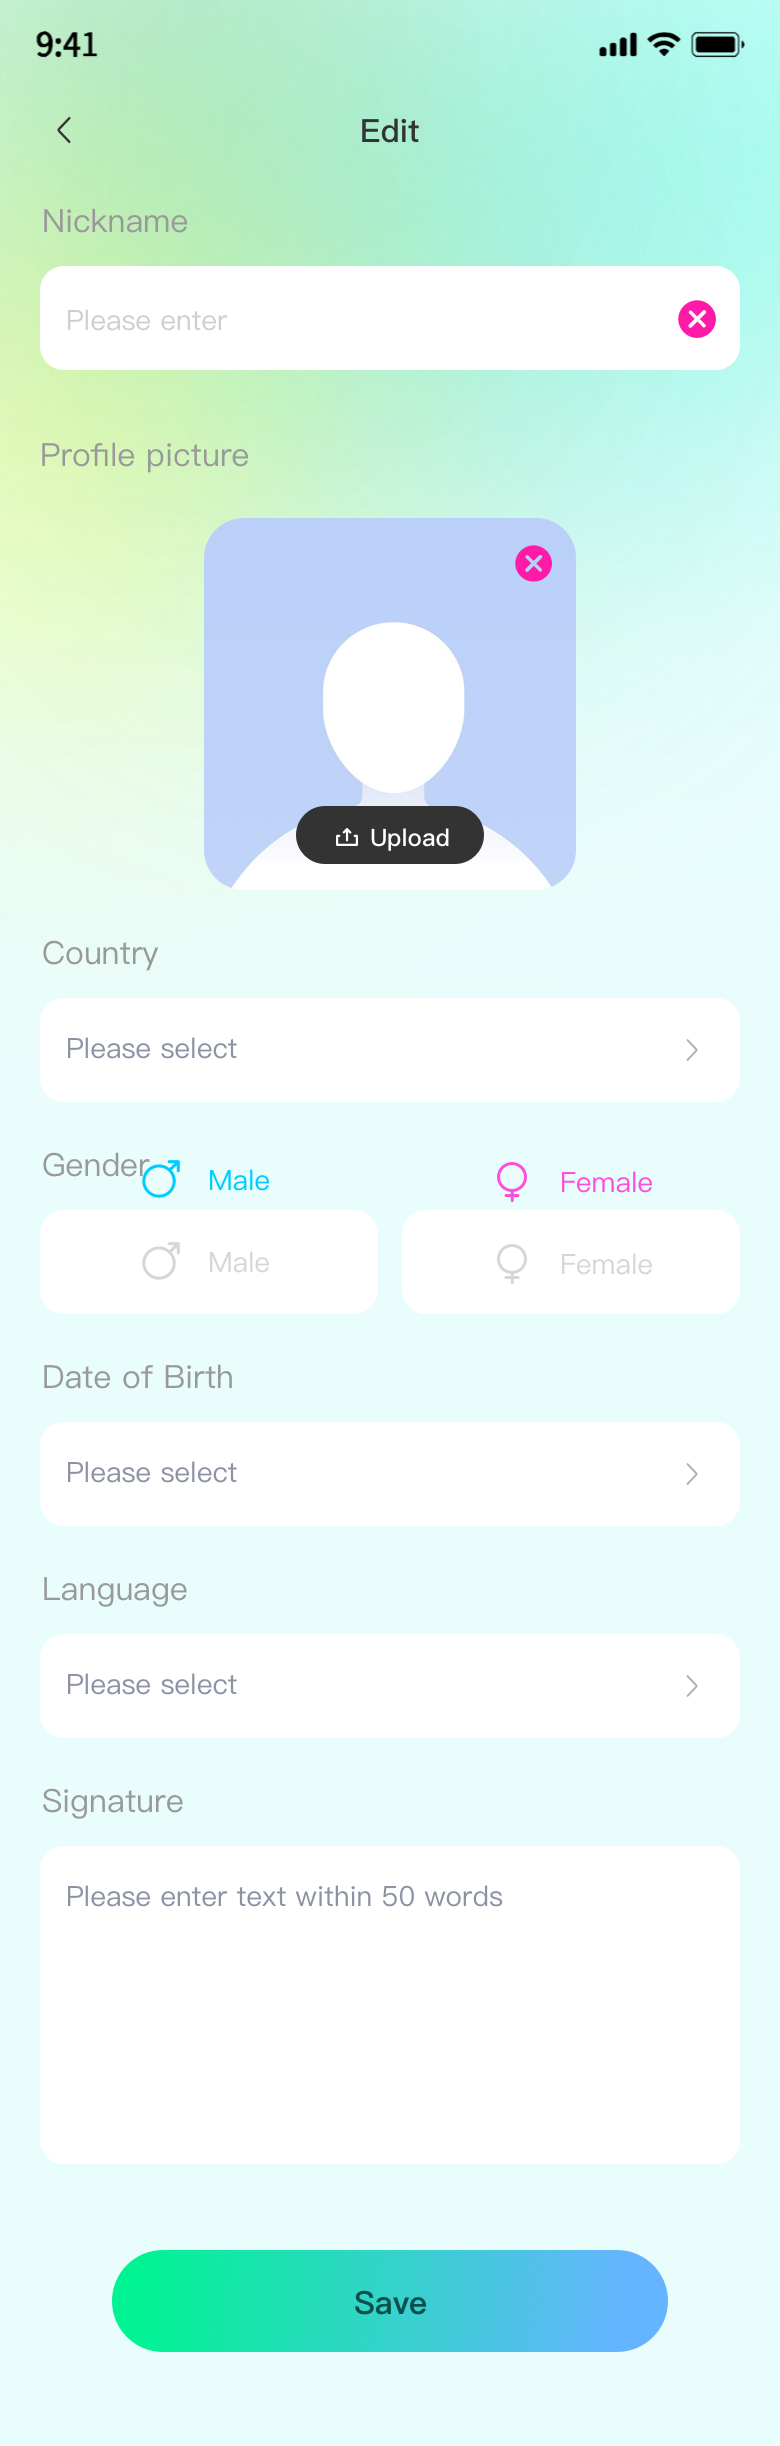 9:41
Edit
Nickname
Please enter
Profile picture
Upload
Country
Please select
Gender
Male
Female
Male
Female
Date of Birth
Please select
Language
Please select
Signature
Please enter text within 50 words
Save